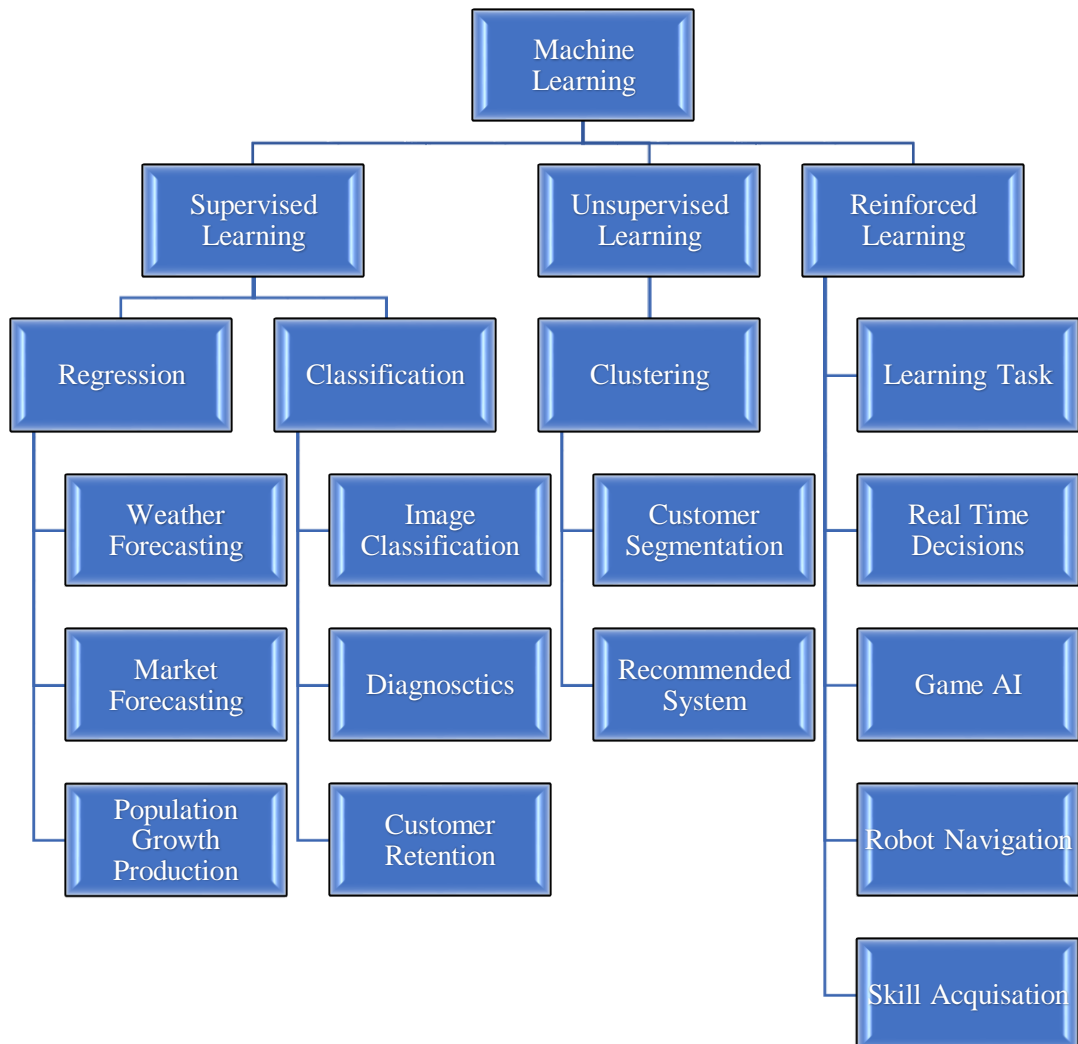 Machine
Learning
Supervised
Learning
Unsupervised
Learning
Reinforced
Learning
Regression
Classification
Clustering
Learning Task
Weather
Forecasting
Image
Classification
Customer
Segmentation
Real Time
Decisions
Market
Forecasting
Diagnosctics
Recommended
System
Game AI
Population
Growth
Production
Customer
Retention
Robot Navigation
Skill Acquisation